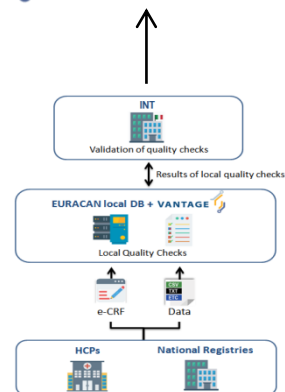 INT
Validation of quality checks
Results of local quality checks
EURACAN local DB + VANTAGE
Local Quality Checks
CSV
TXT
ETC
e-CRF
Data
HCPs
National Registries